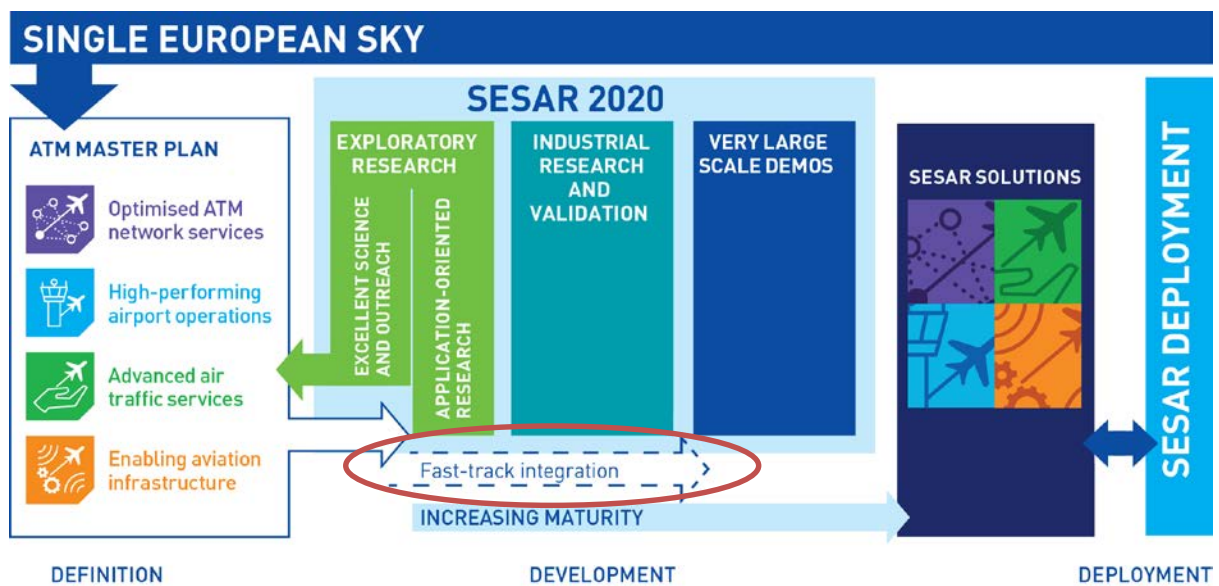 SINGLE EUROPEAN SKY
ATM MASTER PLAN
Optimised ATM
network services
High-performing
airport operations
Advanced air
traffic services
Enabling aviation
infrastructure
SESAR 2020
EXPLORATORY
RESEARCH
EXCELLENT SCIENCE
AND OUTREACH
APPLICATION-ORIENTED
RESEARCH
INDUSTRIAL
RESEARCH
AND
VALIDATION
VERY LARGE
SCALE DEMOS
Fast-track integration
INCREASING MATURITY
SESAR SOLUTIONS
SESAR DEPLOYMENT
DEFINITION
DEVELOPMENT
DEPLOYMENT